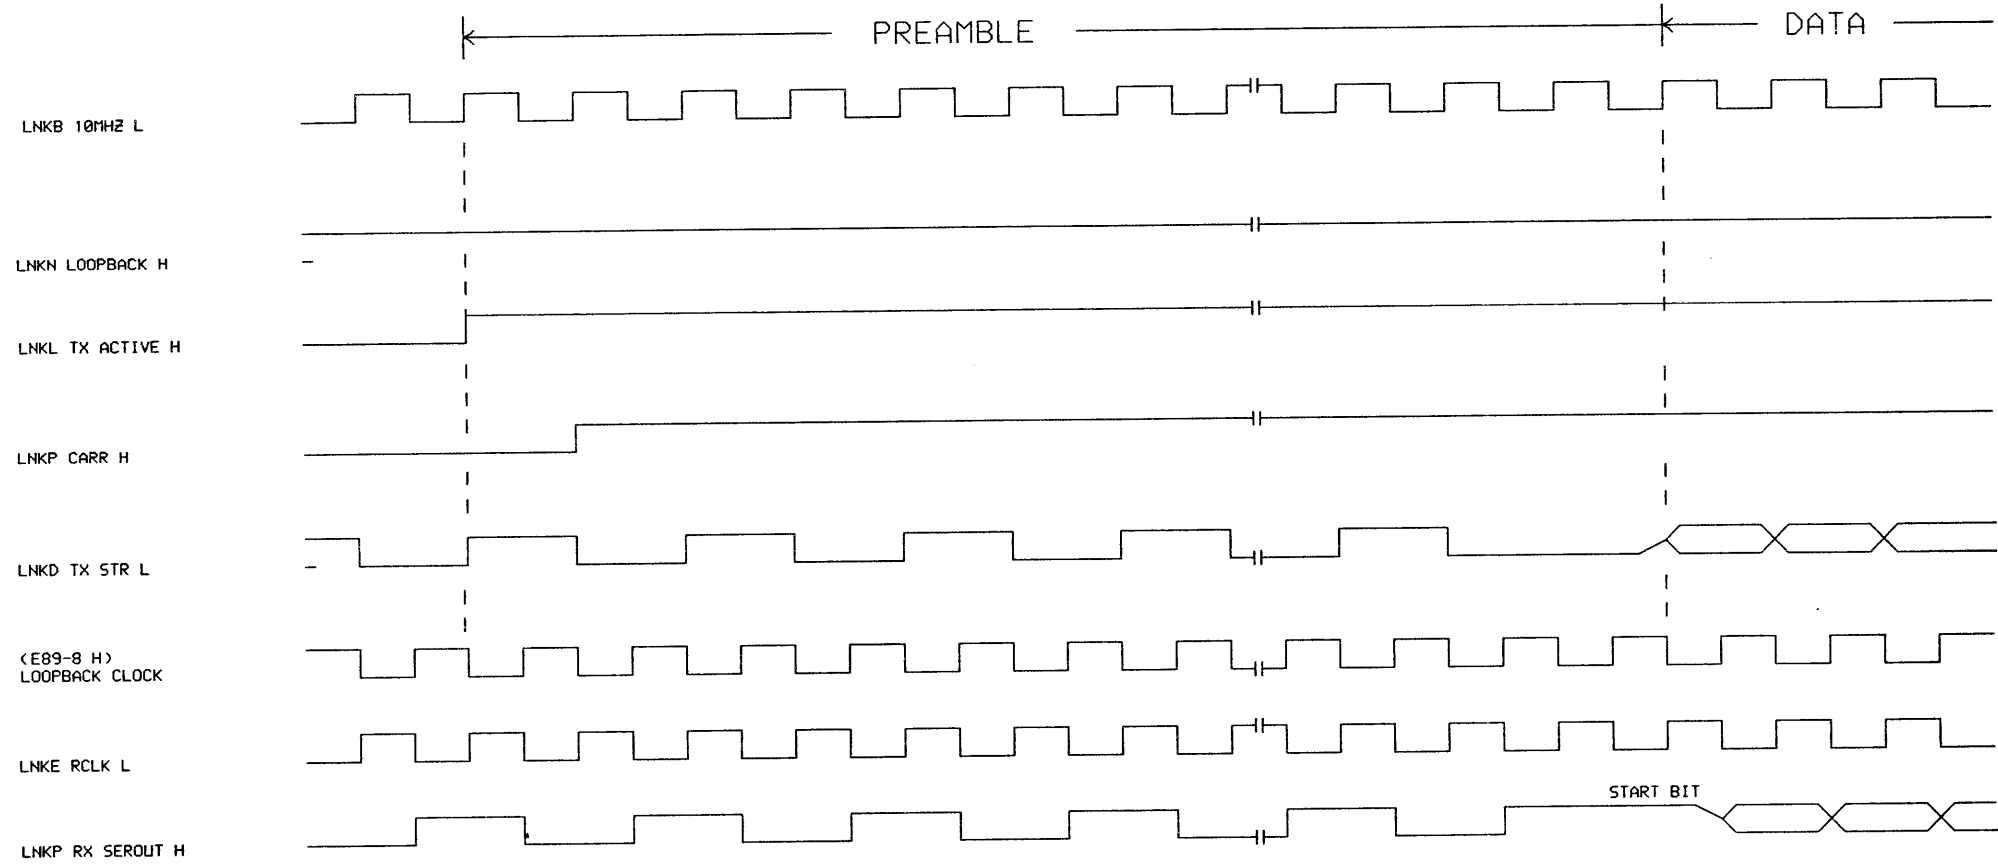 PREAMBLE
DATA
LNKB 10MHZ L
LNKN LOOPBACK H
LNKL TX ACTIVE H
LNKP CARR H
LNKD TX STR L
(E89-8 H)
LOOPBACK CLOCK
LNKE RCLK L
START BIT
LNKP RX SEROUT H